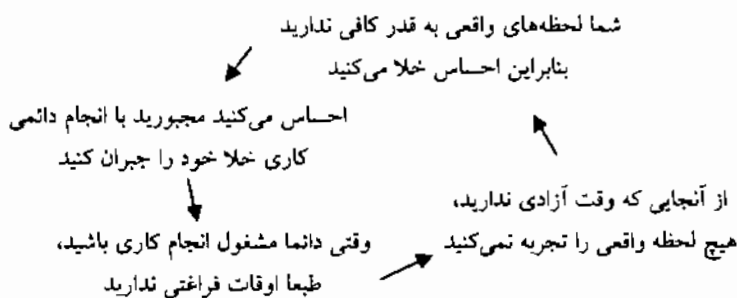 شما لحظه‌های واقعی به قدر کافی ندارید
بنابراین احساس خلا می‌کنید
احساس می‌کنید مجبورید با انجام دائمی
کاری خلا خود را جبران کنید
وقتی دائما مشغول انجام کاری باشید،
طبعا اوقات فراغتی ندارید
از آنجایی که وقت آزادی ندارید،
هیچ لحظه واقعی را تجربه نمی‌کنید